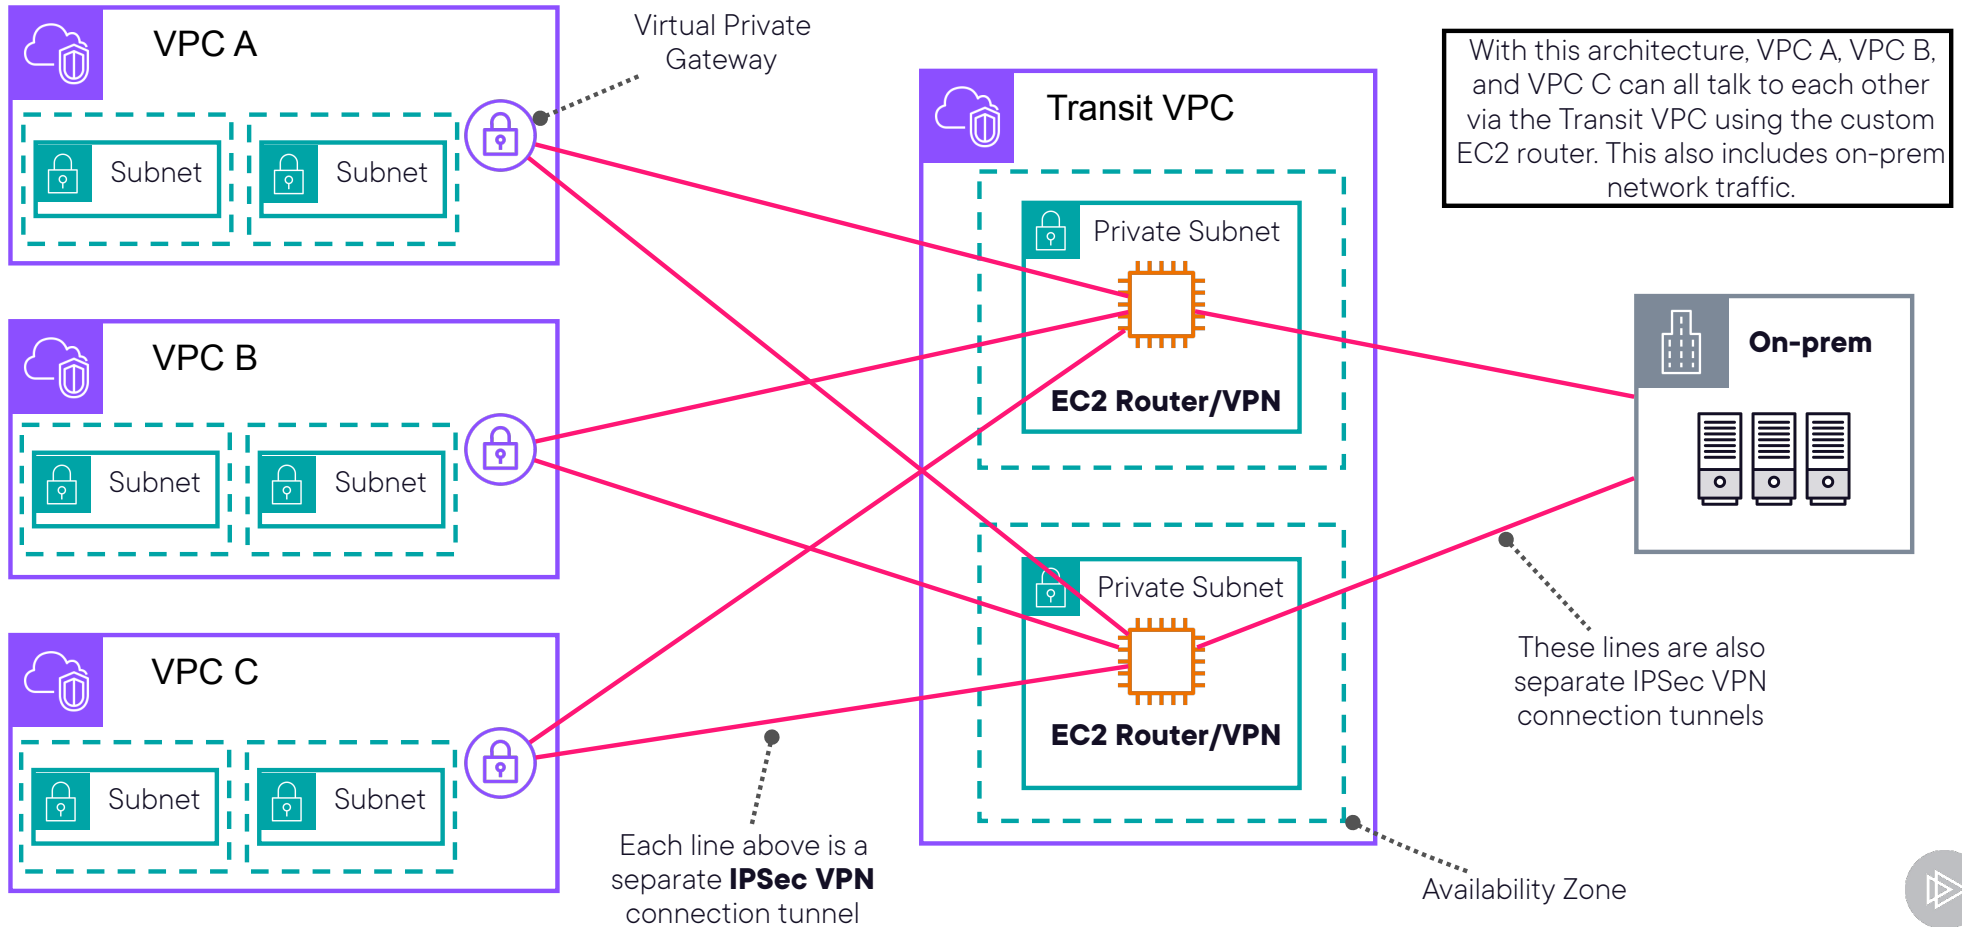 VPC A
Subnet
Subnet
Virtual Private
Gateway
VPC B
Subnet
Subnet
VPC C
Subnet
Subnet
Each line above is a
separate IPSec VPN
connection tunnel
Transit VPC
Private Subnet
EC2 Router/VPN
Private Subnet
EC2 Router/VPN
Availability Zone
With this architecture, VPC A, VPC B,
and VPC C can all talk to each other
via the Transit VPC using the custom
EC2 router. This also includes on-prem
network traffic.
On-prem
These lines are also
separate IPSec VPN
connection tunnels